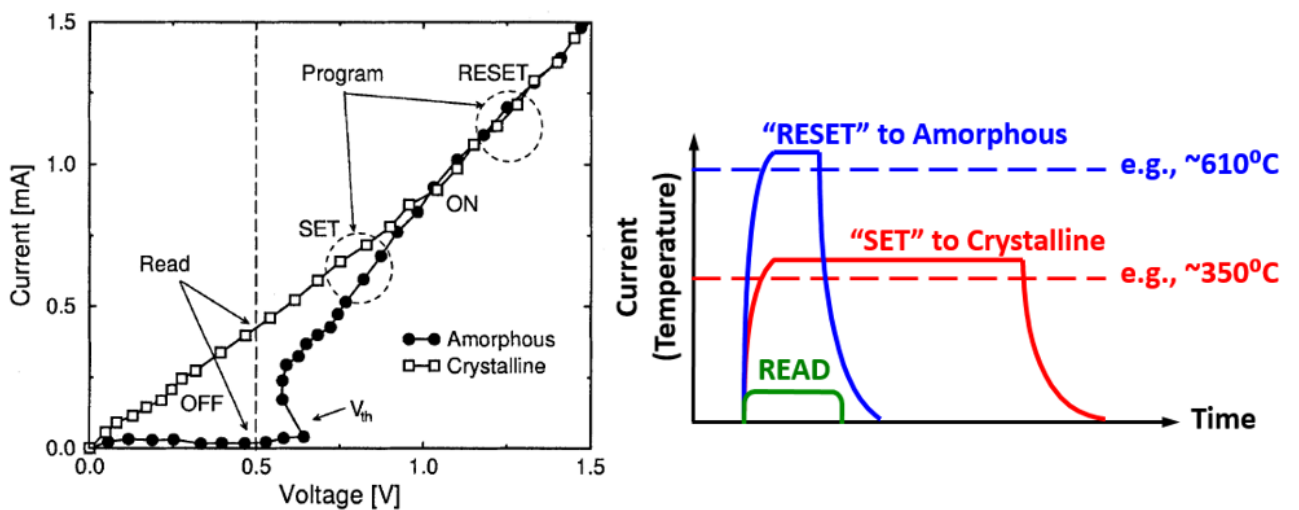 1.5
1.0
0.5
0.0
0.0
0.5
1.0
1.5
Current [mA]
Voltage [V]
Program
RESET
SET
ON
Read
OFF
V_th
Amorphous
Crystalline
Current
(Temperature)
“RESET” to Amorphous
e.g., ~610⁰C
“SET” to Crystalline
e.g., ~350⁰C
READ
Time